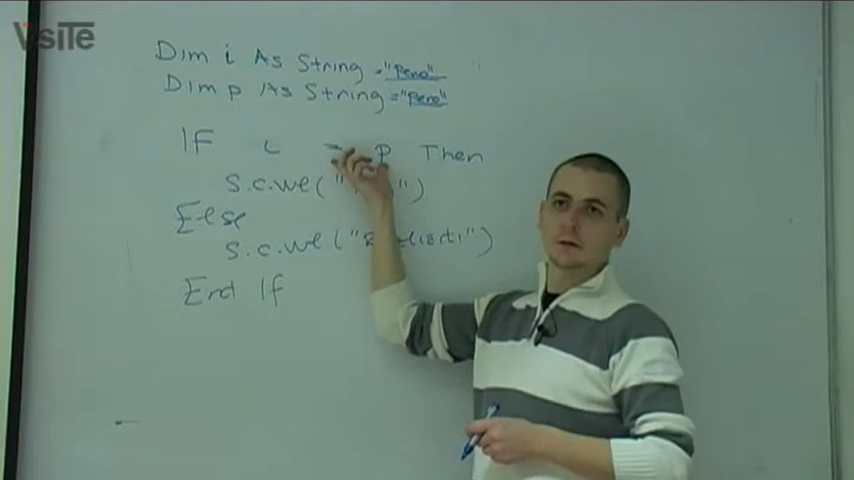 VsiTe
Dim i As String = "Pero"
Dim p As String = "Pero"
If i = p Then
s.c.we(" ")
Else
s.c.we(" ")
End If